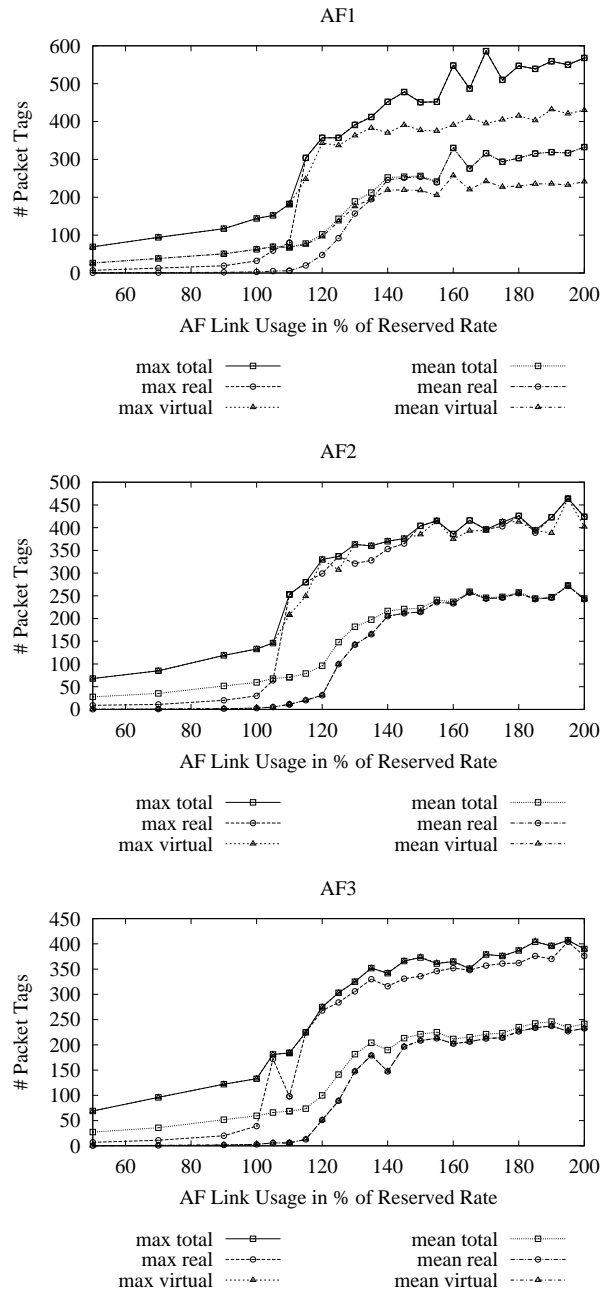 AF1
600
500
400
300
200
100
0
# Packet Tags
60 80 100 120 140 160 180 200
AF Link Usage in % of Reserved Rate
max total mean total
max real mean real
max virtual mean virtual
AF2
500
450
400
350
300
250
200
150
100
50
0
# Packet Tags
60 80 100 120 140 160 180 200
AF Link Usage in % of Reserved Rate
max total mean total
max real mean real
max virtual mean virtual
AF3
450
400
350
300
250
200
150
100
50
0
# Packet Tags
60 80 100 120 140 160 180 200
AF Link Usage in % of Reserved Rate
max total mean total
max real mean real
max virtual mean virtual